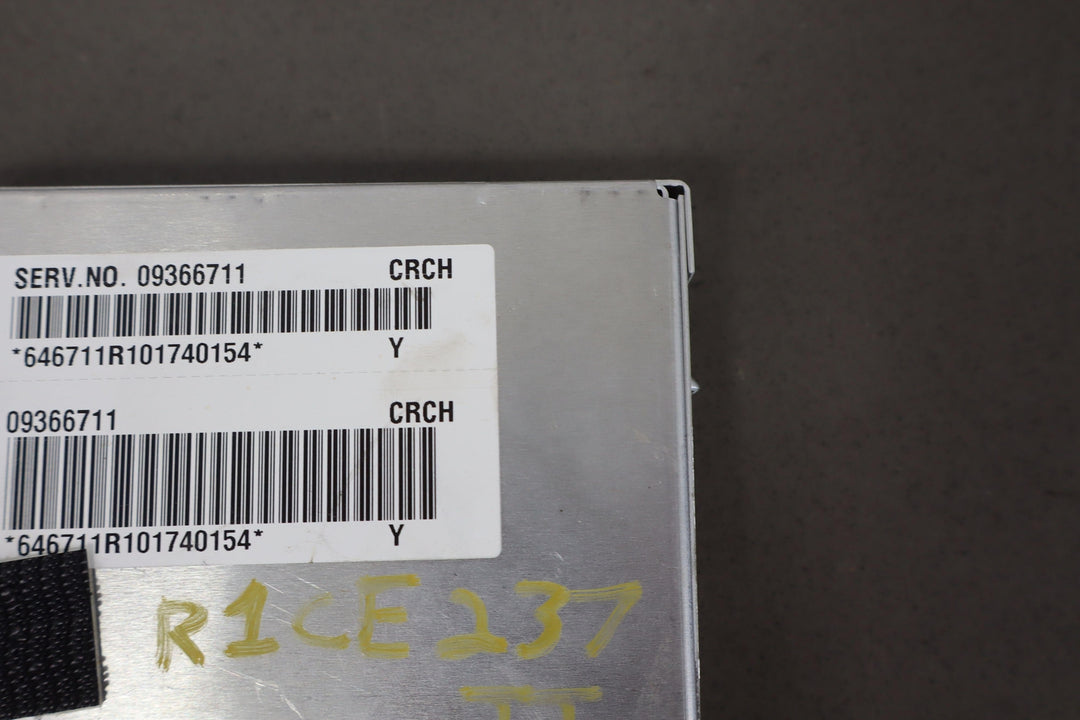 SERV.NO. 09366711 CRCH
*646711R101740154* Y
09366711 CRCH
*646711R101740154* Y
R1CE237